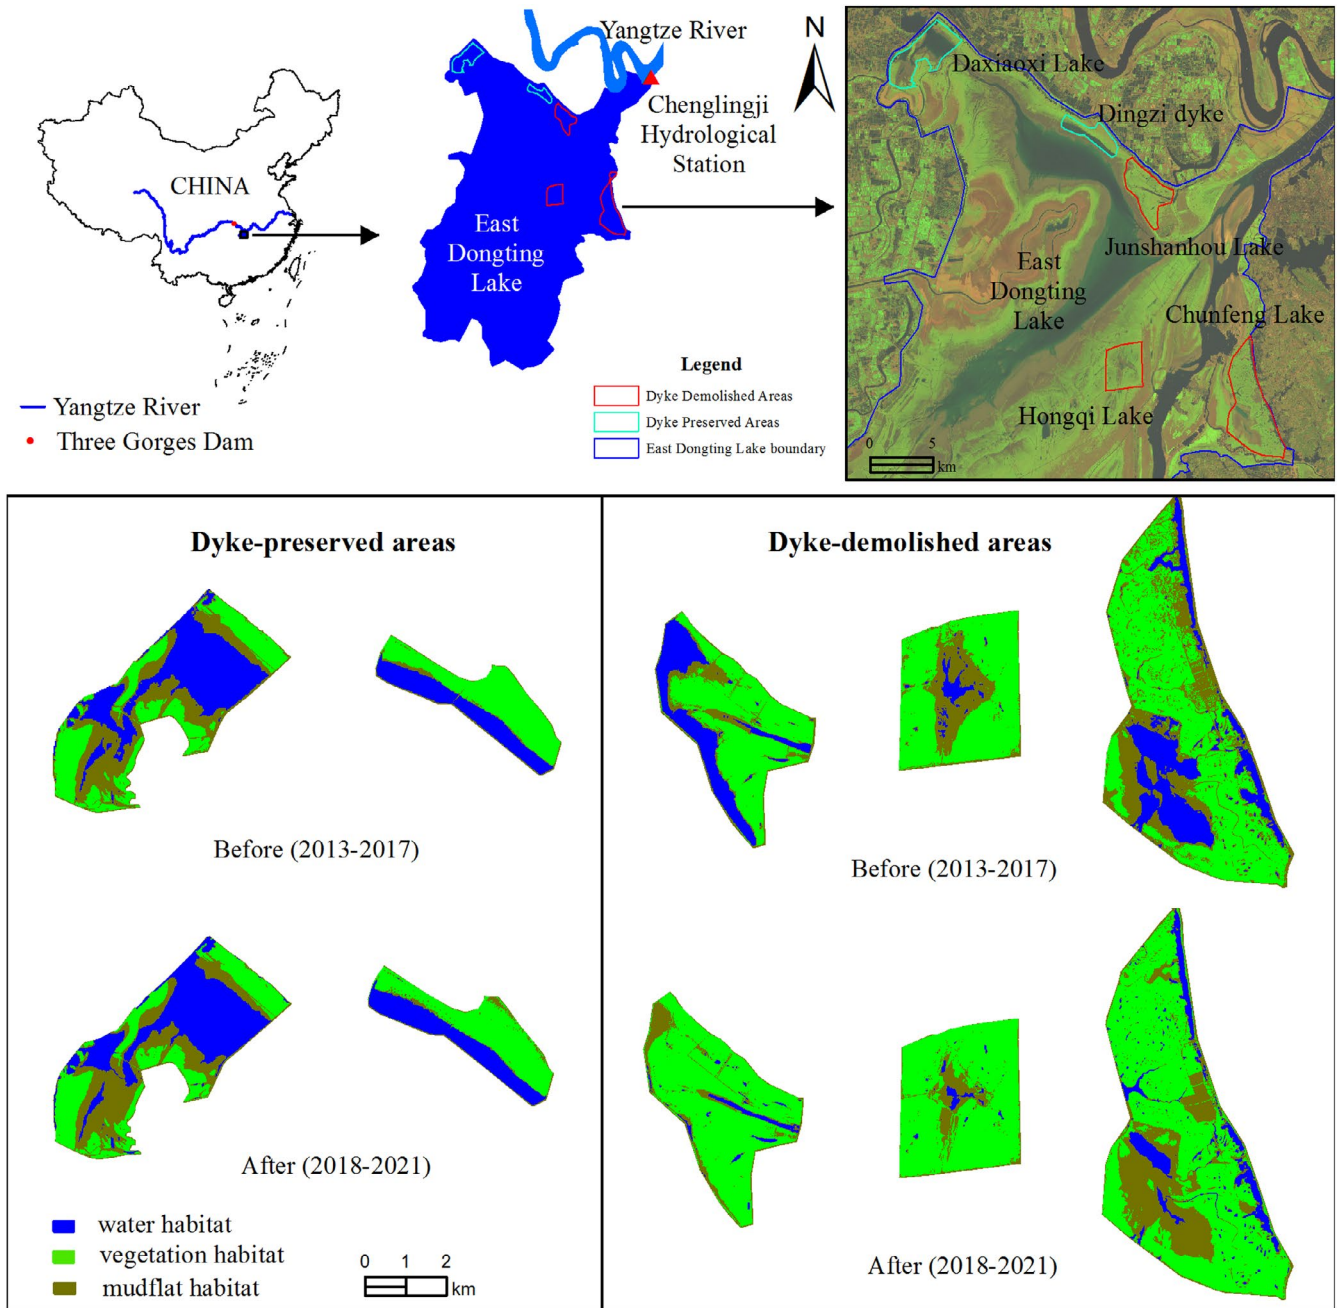 CHINA
Yangtze River
Three Gorges Dam
Yangtze River
Chenglingji
Hydrological
Station
East
Dongting
Lake
Legend
Dyke Demolished Areas
Dyke Preserved Areas
East Dongting Lake boundary
N
Daxiaoxi Lake
Dingzi dyke
Junshanhou Lake
East
Dongting
Lake
Chunfeng Lake
Hongqi Lake
0 5
km
Dyke-preserved areas
Before (2013-2017)
After (2018-2021)
water habitat
vegetation habitat
mudflat habitat
0 1 2
km
Dyke-demolished areas
Before (2013-2017)
After (2018-2021)